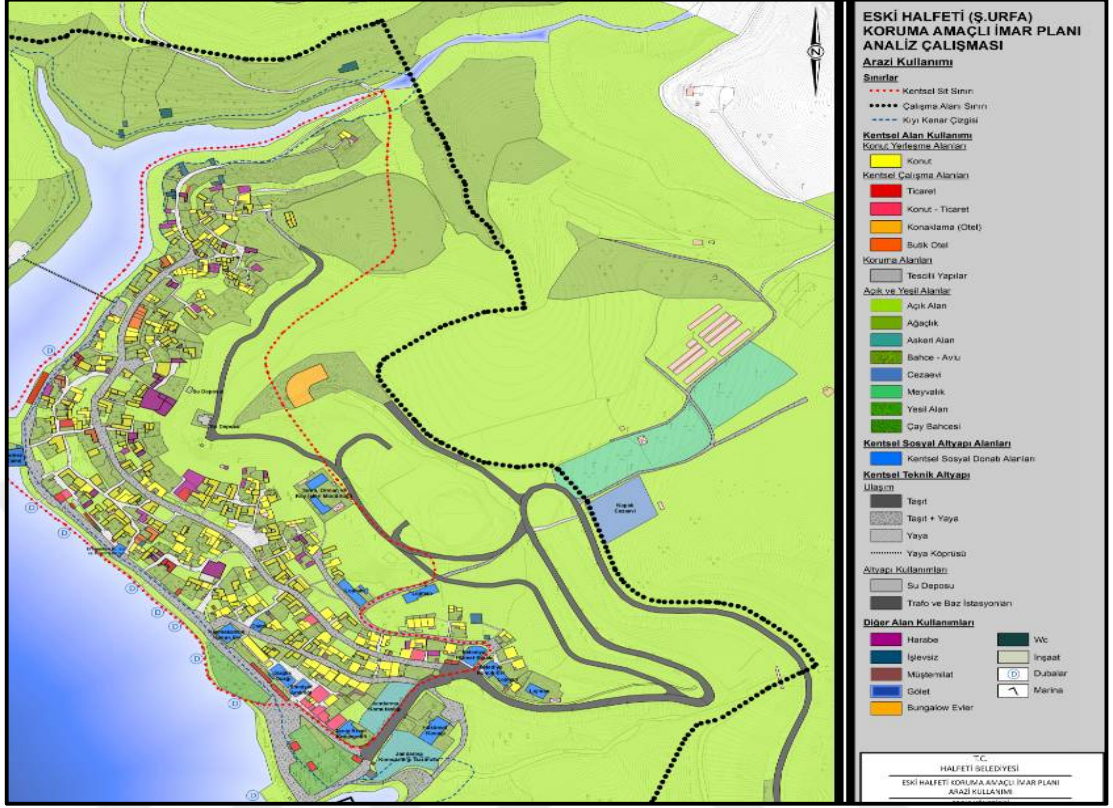 ESKİ HALFETİ (Ş.URFA)
KORUMA AMAÇLI İMAR PLANI
ANALİZ ÇALIŞMASI
Arazi Kullanımı
Sınırlar
Kentsel Sit Sınırı
Çalışma Alanı Sınırı
Kıyı Kenar Çizgisi
Kentsel Alan Kullanımı
Konut Yerleşme Alanları
Konut
Kentsel Çalışma Alanları
Ticaret
Konut - Ticaret
Konaklama (Otel)
Butik Otel
Koruma Alanları
Tescilli Yapılar
Açık ve Yeşil Alanlar
Açık Alan
Ağaçlık
Askeri Alan
Bahçe - Avlu
Cezaevi
Meyvalık
Yeşil Alan
Çay Bahçesi
Kentsel Sosyal Altyapı Alanları
Kentsel Sosyal Donatı Alanları
Kentsel Teknik Altyapı
Ulaşım
Taşıt
Taşıt + Yaya
Yaya
Yaya Köprüsü
Altyapı Kullanımları
Su Deposu
Trafo ve Baz İstasyonları
Diğer Alan Kullanımları
Harabe
İşlevsiz
Müştemilat
Gölet
Bungalow Evler
Wc
İnşaat
D Dubalar
Marina
T.C.
HALFETİ BELEDİYESİ
ESKİ HALFETİ KORUMA AMAÇLI İMAR PLANI
ARAZİ KULLANIMI
N
Su Deposu
Su Deposu
Cezaevi
D
D
D
D
D
D
D
D
D
D